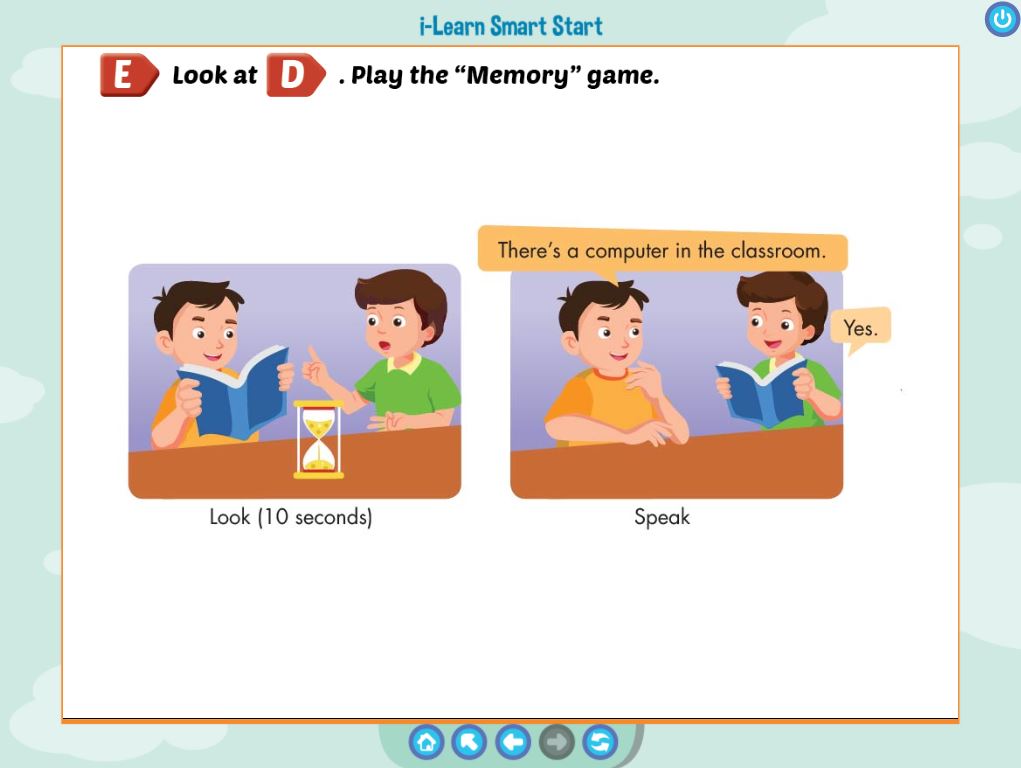 i-Learn Smart Start
E Look at D . Play the “Memory” game.
There's a computer in the classroom.
Yes.
Look (10 seconds)
Speak